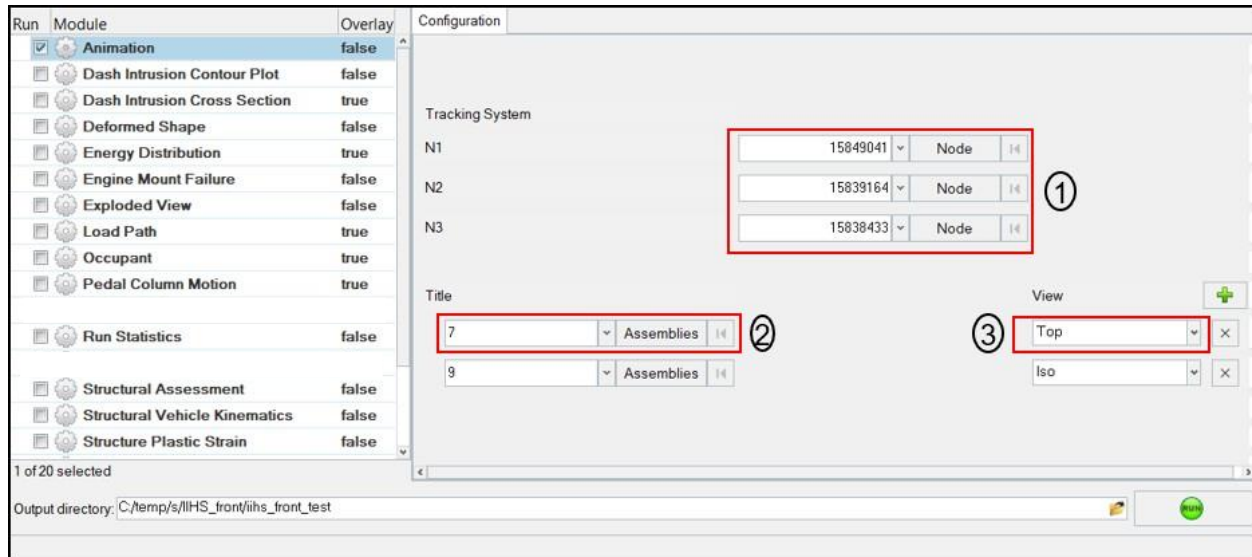 Run Module Overlay Configuration
Animation false
Dash Intrusion Contour Plot false
Dash Intrusion Cross Section true
Deformed Shape false
Energy Distribution true
Engine Mount Failure false
Exploded View false
Load Path true
Occupant true
Pedal Column Motion true
Run Statistics false
Structural Assessment false
Structural Vehicle Kinematics false
Structure Plastic Strain false
1 of 20 selected
Tracking System
N1 15849041 Node
N2 15839164 Node
N3 15838433 Node
1
Title View
7 Assemblies 2 3 Top
9 Assemblies Iso
Output directory: C:/temp/s/IIHS_front/iihs_front_test RUN